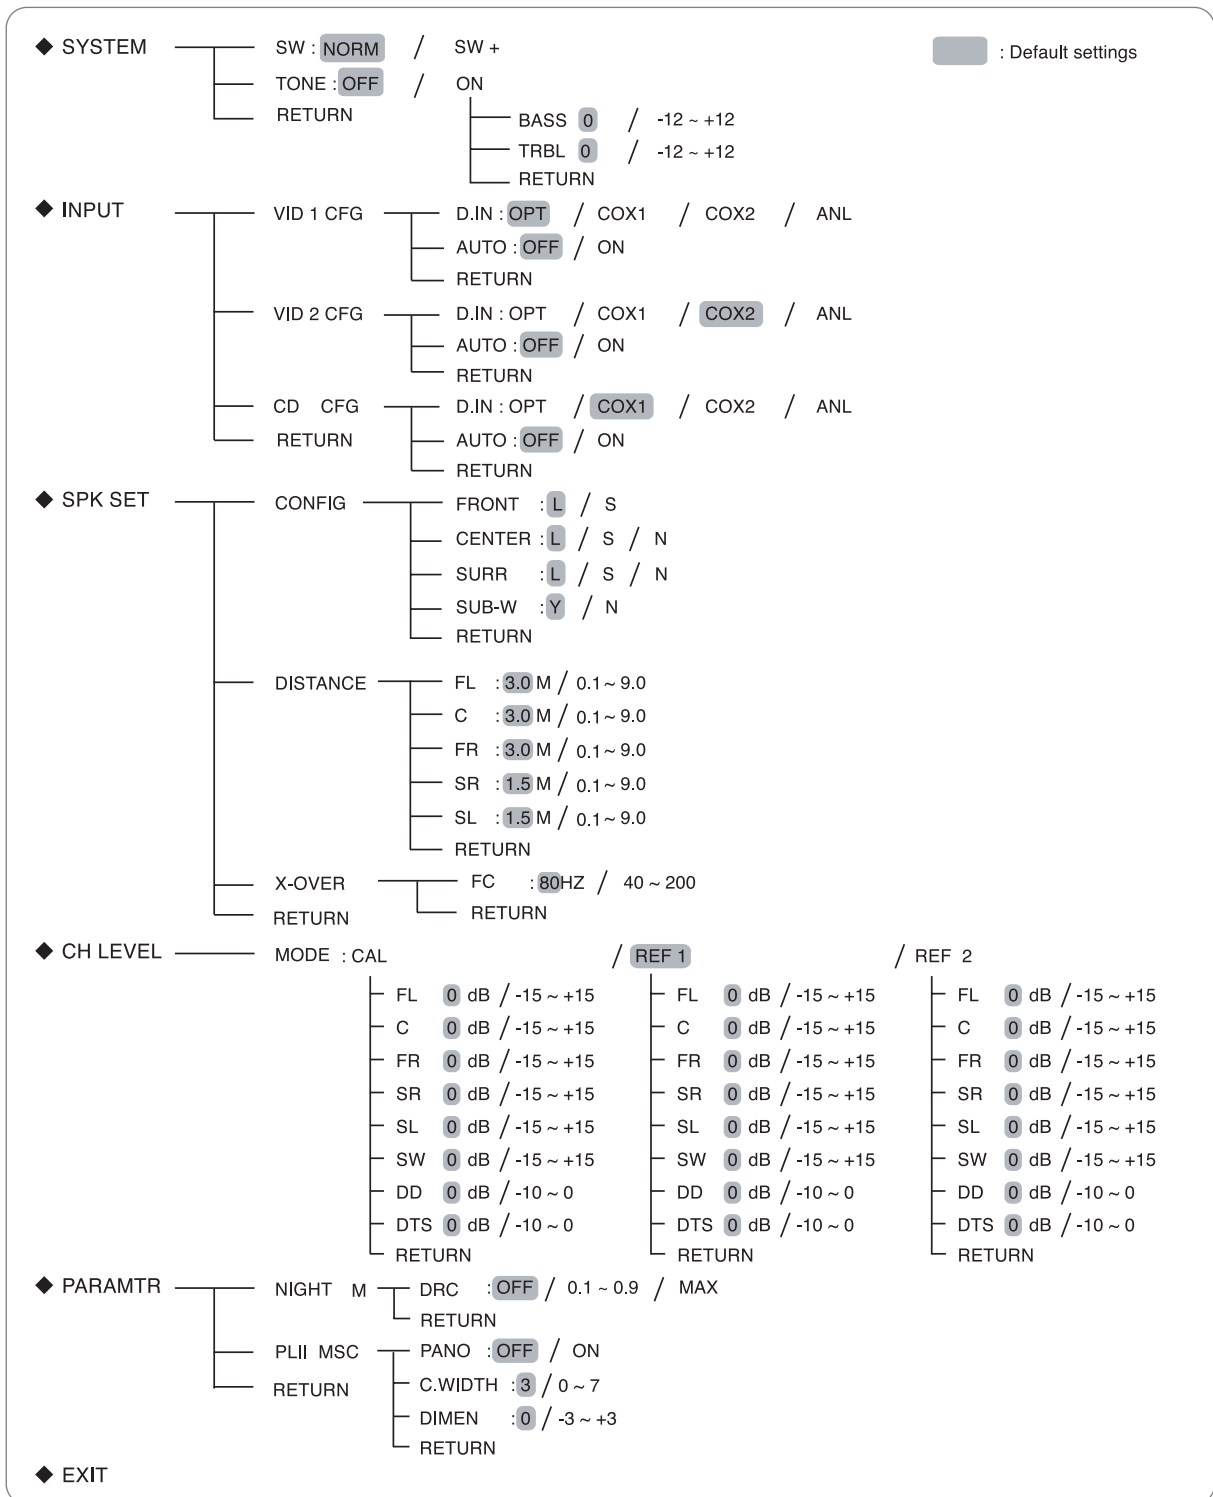 ◆ SYSTEM SW : NORM / SW + : Default settings
TONE : OFF / ON
RETURN
BASS 0 / -12 ~ +12
TRBL 0 / -12 ~ +12
RETURN
◆ INPUT VID 1 CFG D.IN : OPT / COX1 / COX2 / ANL
AUTO : OFF / ON
RETURN
VID 2 CFG D.IN : OPT / COX1 / COX2 / ANL
AUTO : OFF / ON
RETURN
CD CFG D.IN : OPT / COX1 / COX2 / ANL
RETURN AUTO : OFF / ON
RETURN
◆ SPK SET CONFIG FRONT : L / S
CENTER : L / S / N
SURR : L / S / N
SUB-W : Y / N
RETURN
DISTANCE FL : 3.0 M / 0.1 ~ 9.0
C : 3.0 M / 0.1 ~ 9.0
FR : 3.0 M / 0.1 ~ 9.0
SR : 1.5 M / 0.1 ~ 9.0
SL : 1.5 M / 0.1 ~ 9.0
RETURN
X-OVER FC : 80HZ / 40 ~ 200
RETURN RETURN
◆ CH LEVEL MODE : CAL / REF 1 / REF 2
FL 0 dB / -15 ~ +15 FL 0 dB / -15 ~ +15 FL 0 dB / -15 ~ +15
C 0 dB / -15 ~ +15 C 0 dB / -15 ~ +15 C 0 dB / -15 ~ +15
FR 0 dB / -15 ~ +15 FR 0 dB / -15 ~ +15 FR 0 dB / -15 ~ +15
SR 0 dB / -15 ~ +15 SR 0 dB / -15 ~ +15 SR 0 dB / -15 ~ +15
SL 0 dB / -15 ~ +15 SL 0 dB / -15 ~ +15 SL 0 dB / -15 ~ +15
SW 0 dB / -15 ~ +15 SW 0 dB / -15 ~ +15 SW 0 dB / -15 ~ +15
DD 0 dB / -10 ~ 0 DD 0 dB / -10 ~ 0 DD 0 dB / -10 ~ 0
DTS 0 dB / -10 ~ 0 DTS 0 dB / -10 ~ 0 DTS 0 dB / -10 ~ 0
RETURN RETURN RETURN
◆ PARAMTR NIGHT M DRC : OFF / 0.1 ~ 0.9 / MAX
RETURN
PLII MSC PANO : OFF / ON
RETURN C.WIDTH : 3 / 0 ~ 7
DIMEN : 0 / -3 ~ +3
RETURN
◆ EXIT